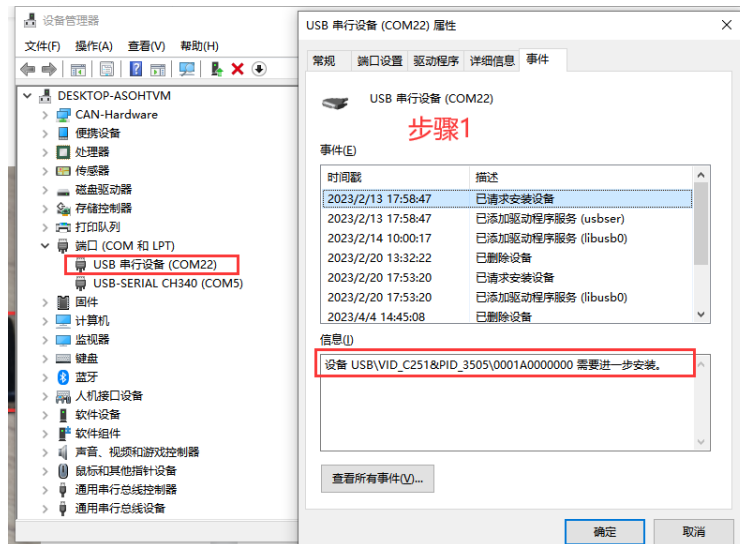 设备管理器
文件(F) 操作(A) 查看(V) 帮助(H)
DESKTOP-ASOHTVM
CAN-Hardware
便携设备
处理器
传感器
磁盘驱动器
存储控制器
打印队列
端口 (COM 和 LPT)
USB 串行设备 (COM22)
USB-SERIAL CH340 (COM5)
固件
计算机
监视器
键盘
蓝牙
人机接口设备
软件设备
软件组件
声音、视频和游戏控制器
鼠标和其他指针设备
通用串行总线控制器
通用串行总线设备
USB 串行设备 (COM22) 属性
常规 端口设置 驱动程序 详细信息 事件
USB 串行设备 (COM22)
步骤1
事件(E)
时间戳 描述
2023/2/13 17:58:47 已请求安装设备
2023/2/13 17:58:47 已添加驱动程序服务 (usbser)
2023/2/14 10:00:17 已添加驱动程序服务 (libusb0)
2023/2/20 13:32:22 已删除设备
2023/2/20 17:53:20 已请求安装设备
2023/2/20 17:53:20 已添加驱动程序服务 (libusb0)
2023/4/4 14:45:08 已删除设备
信息(I)
设备 USB\VID_C251&PID_3505\0001A0000000 需要进一步安装。
查看所有事件(V)...
确定 取消